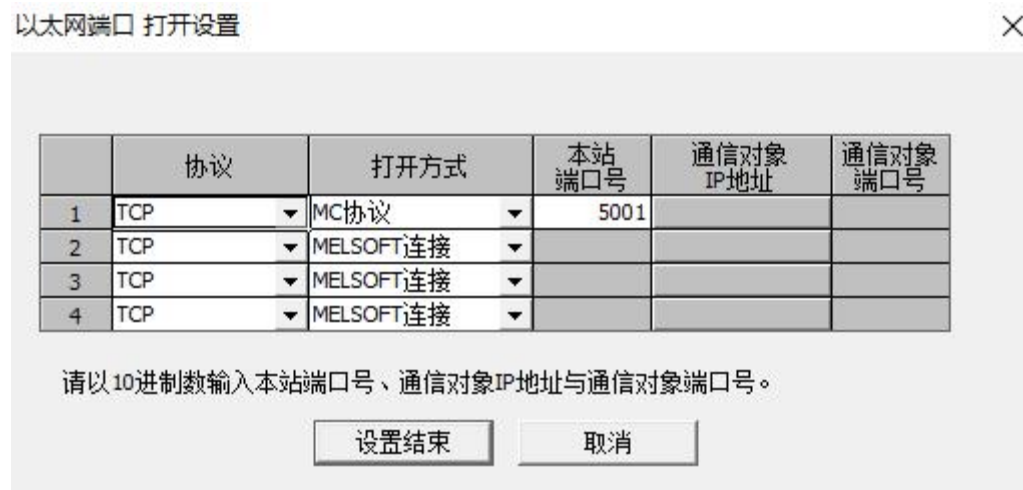 以太网端口 打开设置
协议 打开方式 本站端口号 通信对象IP地址 通信对象端口号
1 TCP MC协议 5001
2 TCP MELSOFT连接
3 TCP MELSOFT连接
4 TCP MELSOFT连接
请以10进制数输入本站端口号、通信对象IP地址与通信对象端口号。
设置结束 取消